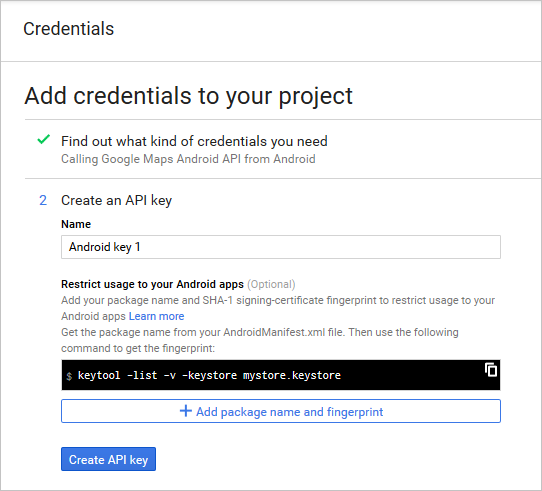 Credentials
Add credentials to your project
Find out what kind of credentials you need
Calling Google Maps Android API from Android
2 Create an API key
Name
Android key 1
Restrict usage to your Android apps (Optional)
Add your package name and SHA-1 signing-certificate fingerprint to restrict usage to your
Android apps Learn more
Get the package name from your AndroidManifest.xml file. Then use the following
command to get the fingerprint:
$ keytool -list -v -keystore mystore.keystore
+ Add package name and fingerprint
Create API key